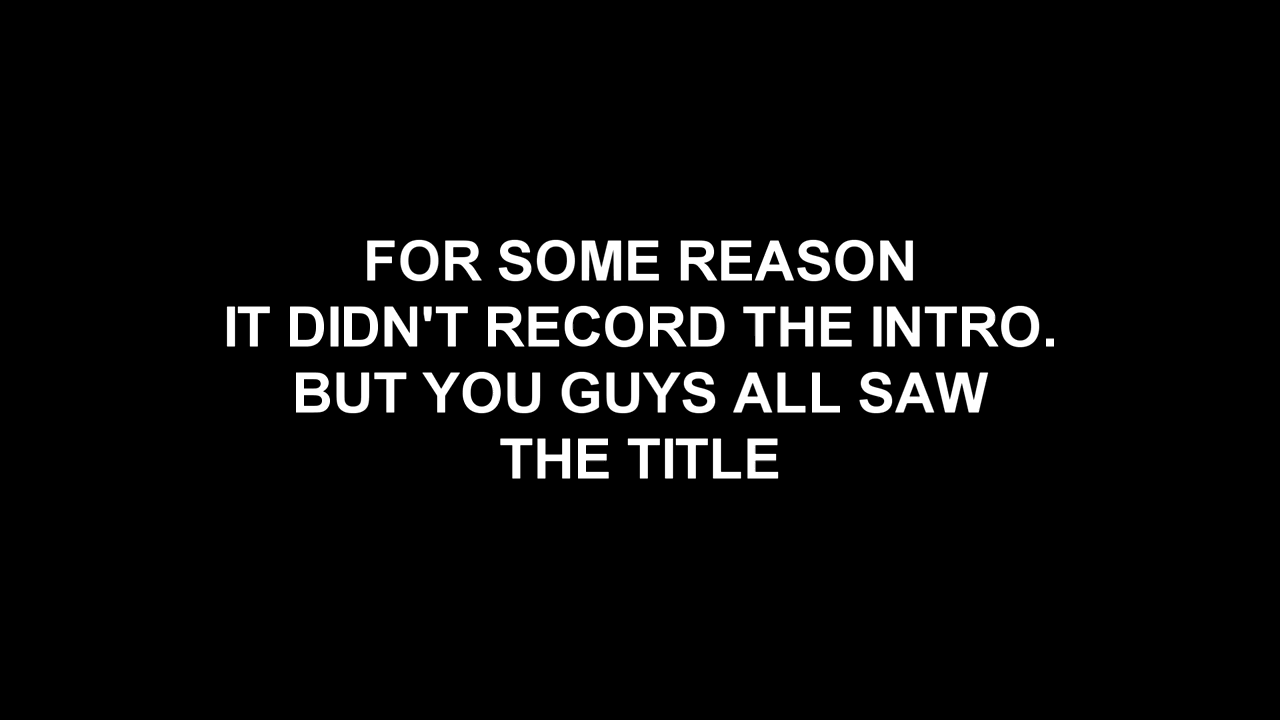 FOR SOME REASON
IT DIDN'T RECORD THE INTRO.
BUT YOU GUYS ALL SAW
THE TITLE